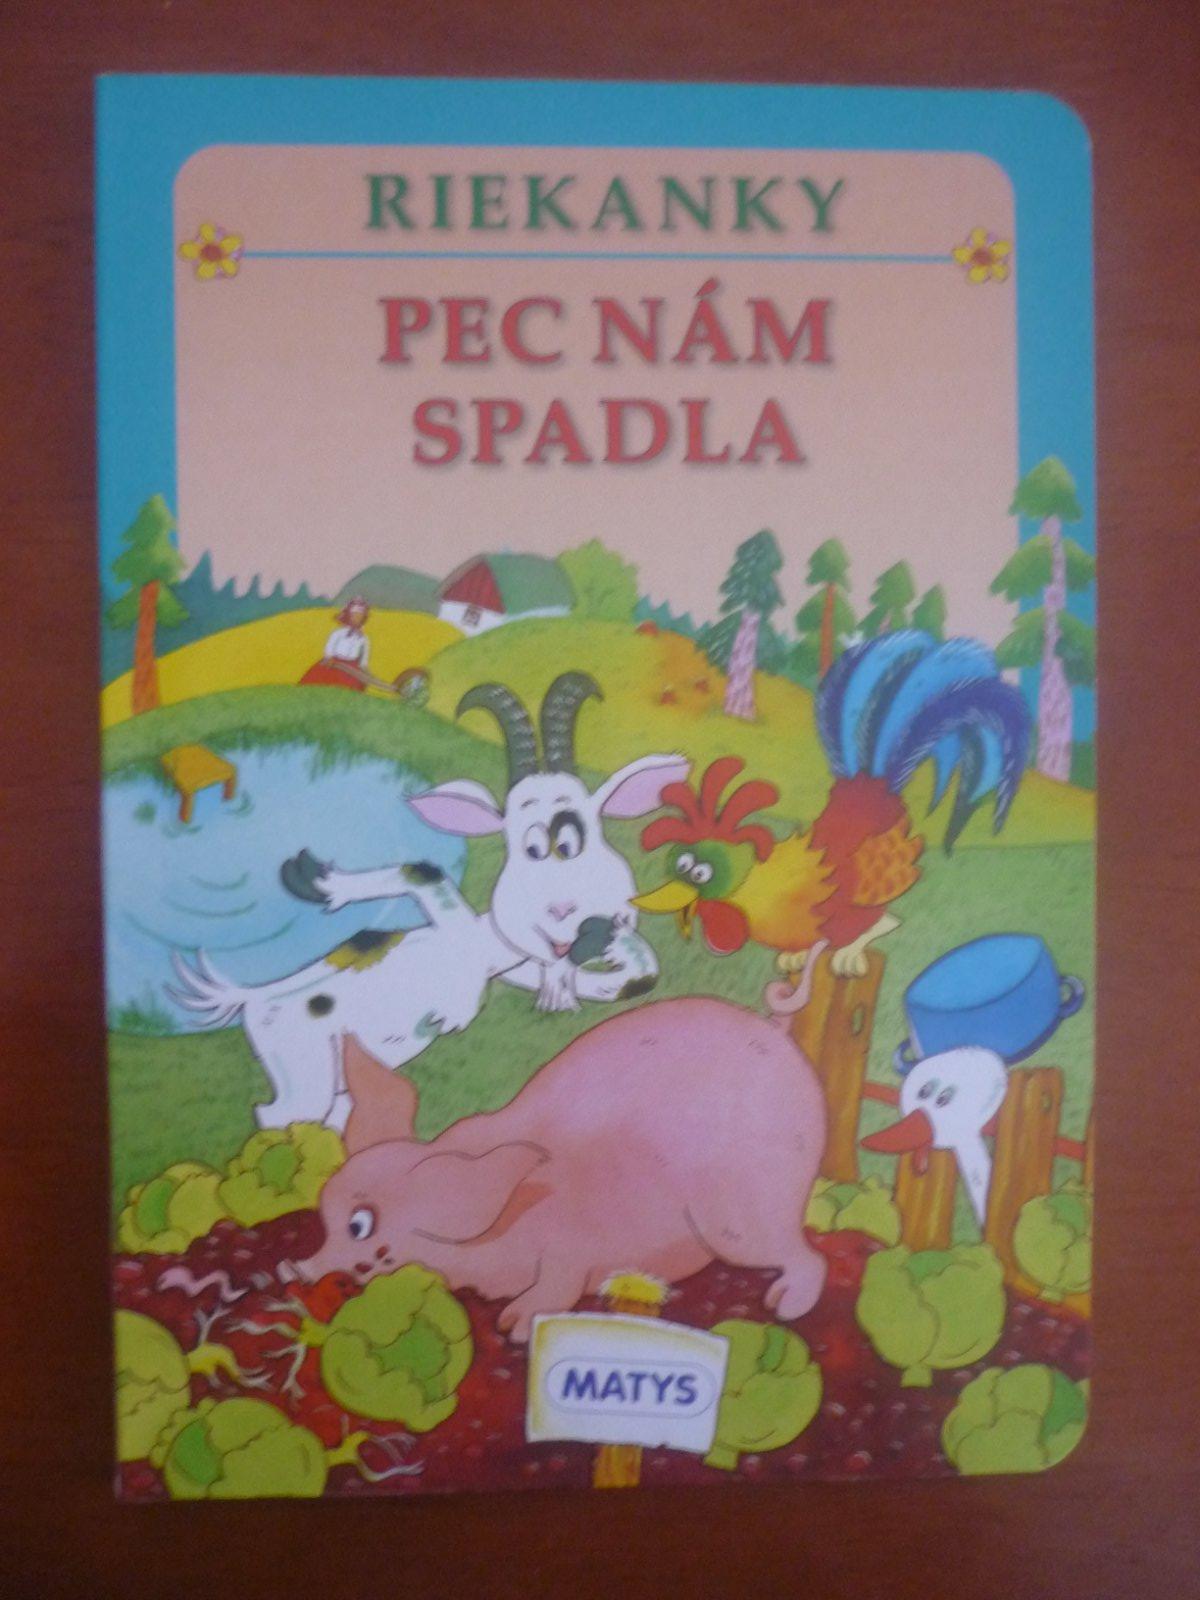 RIEKANKY
PEC NÁM
SPADLA
MATYS